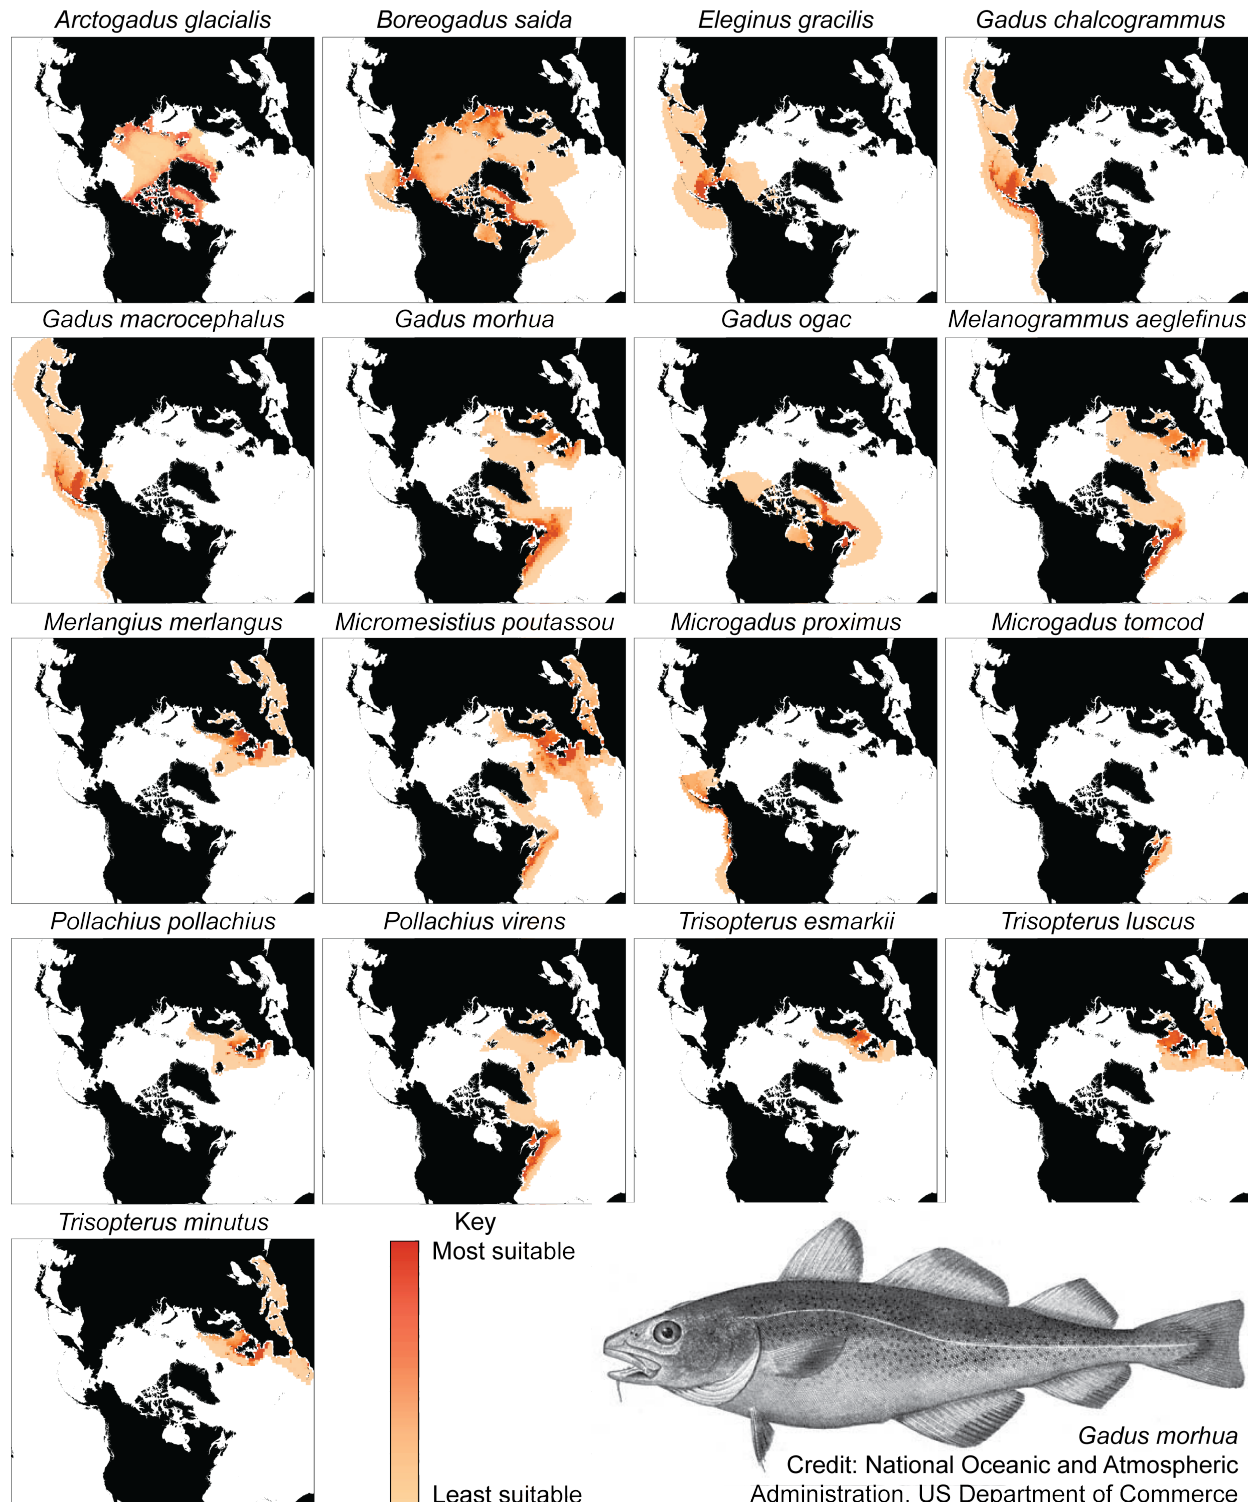 Arctogadus glacialis
Boreogadus saida
Eleginus gracilis
Gadus chalcogrammus
Gadus macrocephalus
Gadus morhua
Gadus ogac
Melanogrammus aeglefinus
Merlangius merlangus
Micromesistius poutassou
Microgadus proximus
Microgadus tomcod
Pollachius pollachius
Pollachius virens
Trisopterus esmarkii
Trisopterus luscus
Trisopterus minutus
Key
Most suitable
Least suitable
Gadus morhua
Credit: National Oceanic and Atmospheric
Administration, US Department of Commerce